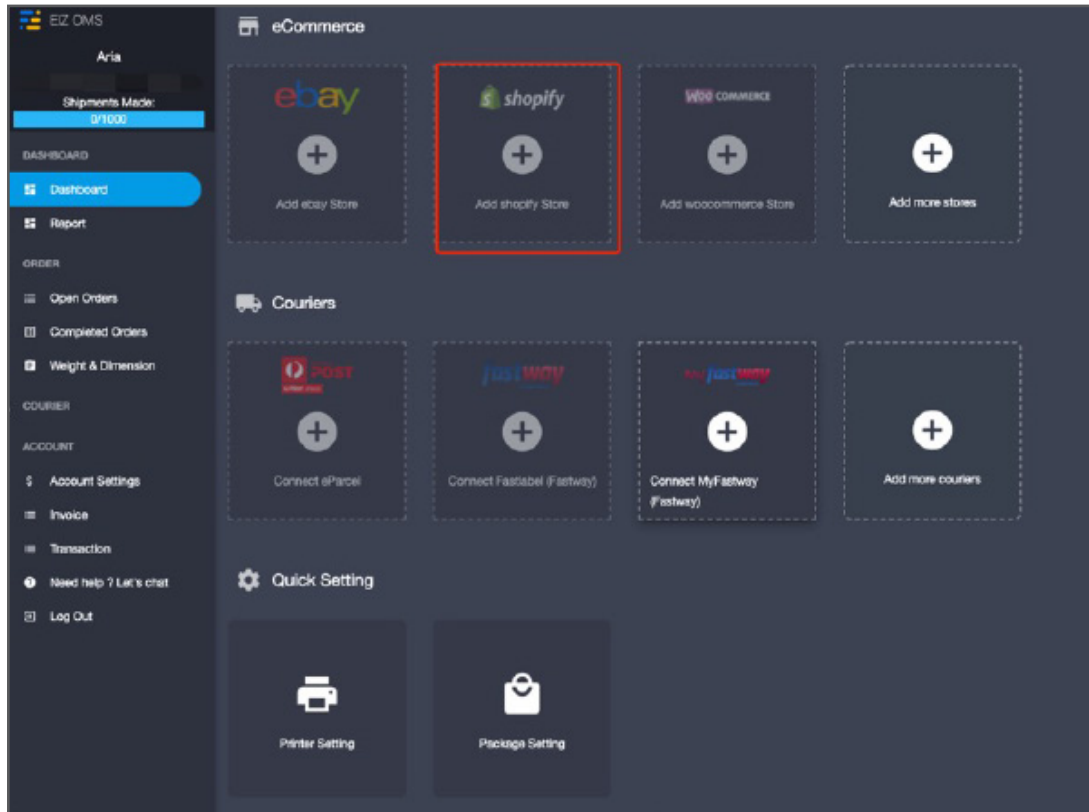 EIZ OMS
Aria
Shipments Made:
0/1000
DASHBOARD
Dashboard
Report
ORDER
Open Orders
Completed Orders
Weight & Dimension
COURIER
ACCOUNT
Account Settings
Invoice
Transaction
Need help ? Let's chat
Log Out
eCommerce
ebay
shopify
WOO COMMERCE
Add ebay Store
Add shopify Store
Add woocommerce Store
Add more stores
Couriers
POST
fastway
fastway
Connect eParcel
Connect Fastlabel (Fastway)
Connect MyFastway
(Fastway)
Add more couriers
Quick Setting
Printer Setting
Package Setting